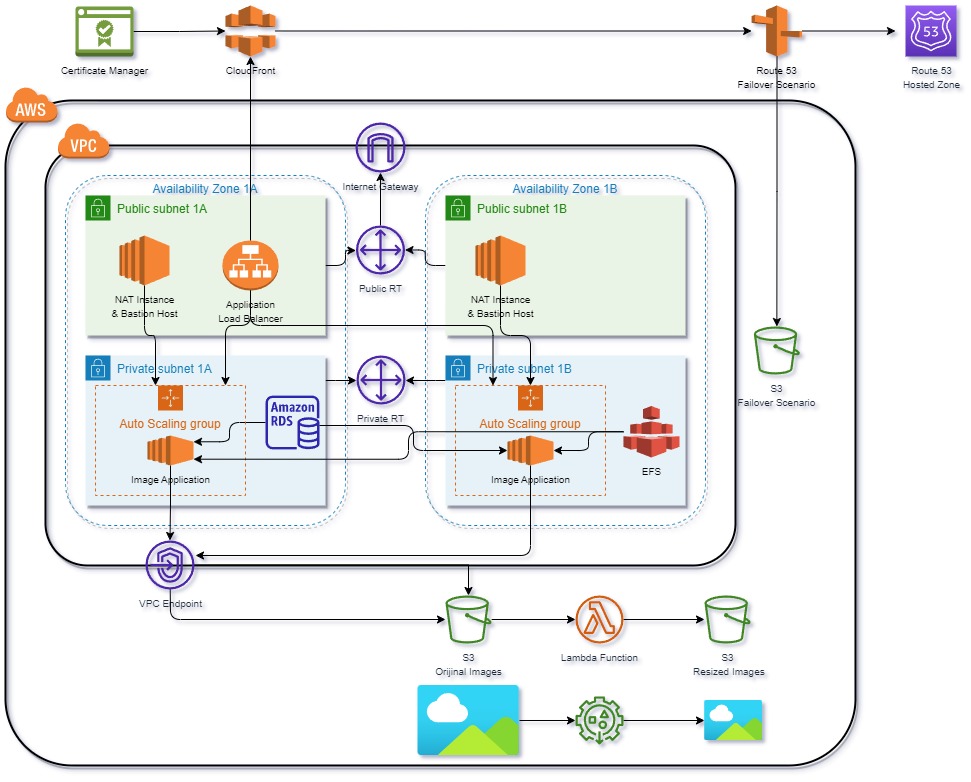 Certificate Manager
CloudFront
Route 53
Failover Scenario
53
Route 53
Hosted Zone
AWS
VPC
Internet Gateway
Availability Zone 1A
Availability Zone 1B
Public subnet 1A
Public subnet 1B
NAT Instance
& Bastion Host
Application
Load Balancer
Public RT
NAT Instance
& Bastion Host
Private subnet 1A
Private subnet 1B
Auto Scaling group
Amazon
RDS
Private RT
Auto Scaling group
Image Application
Image Application
EFS
S3
Failover Scenario
VPC Endpoint
S3
Orijinal Images
Lambda Function
S3
Resized Images